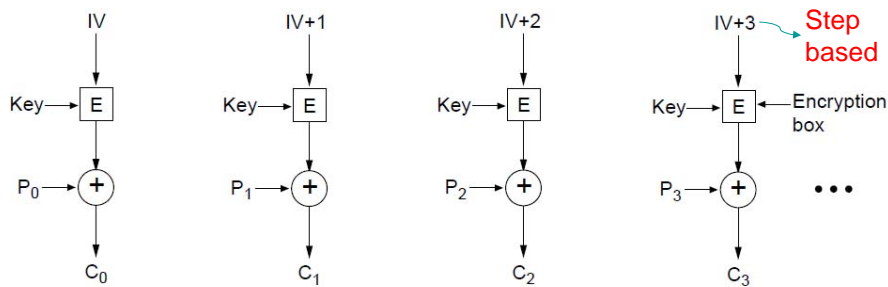 IV IV+1 IV+2 IV+3 Step
based
Key E Key E Key E Key E Encryption
box
P0 + P1 + P2 + P3 + •••
C0 C1 C2 C3